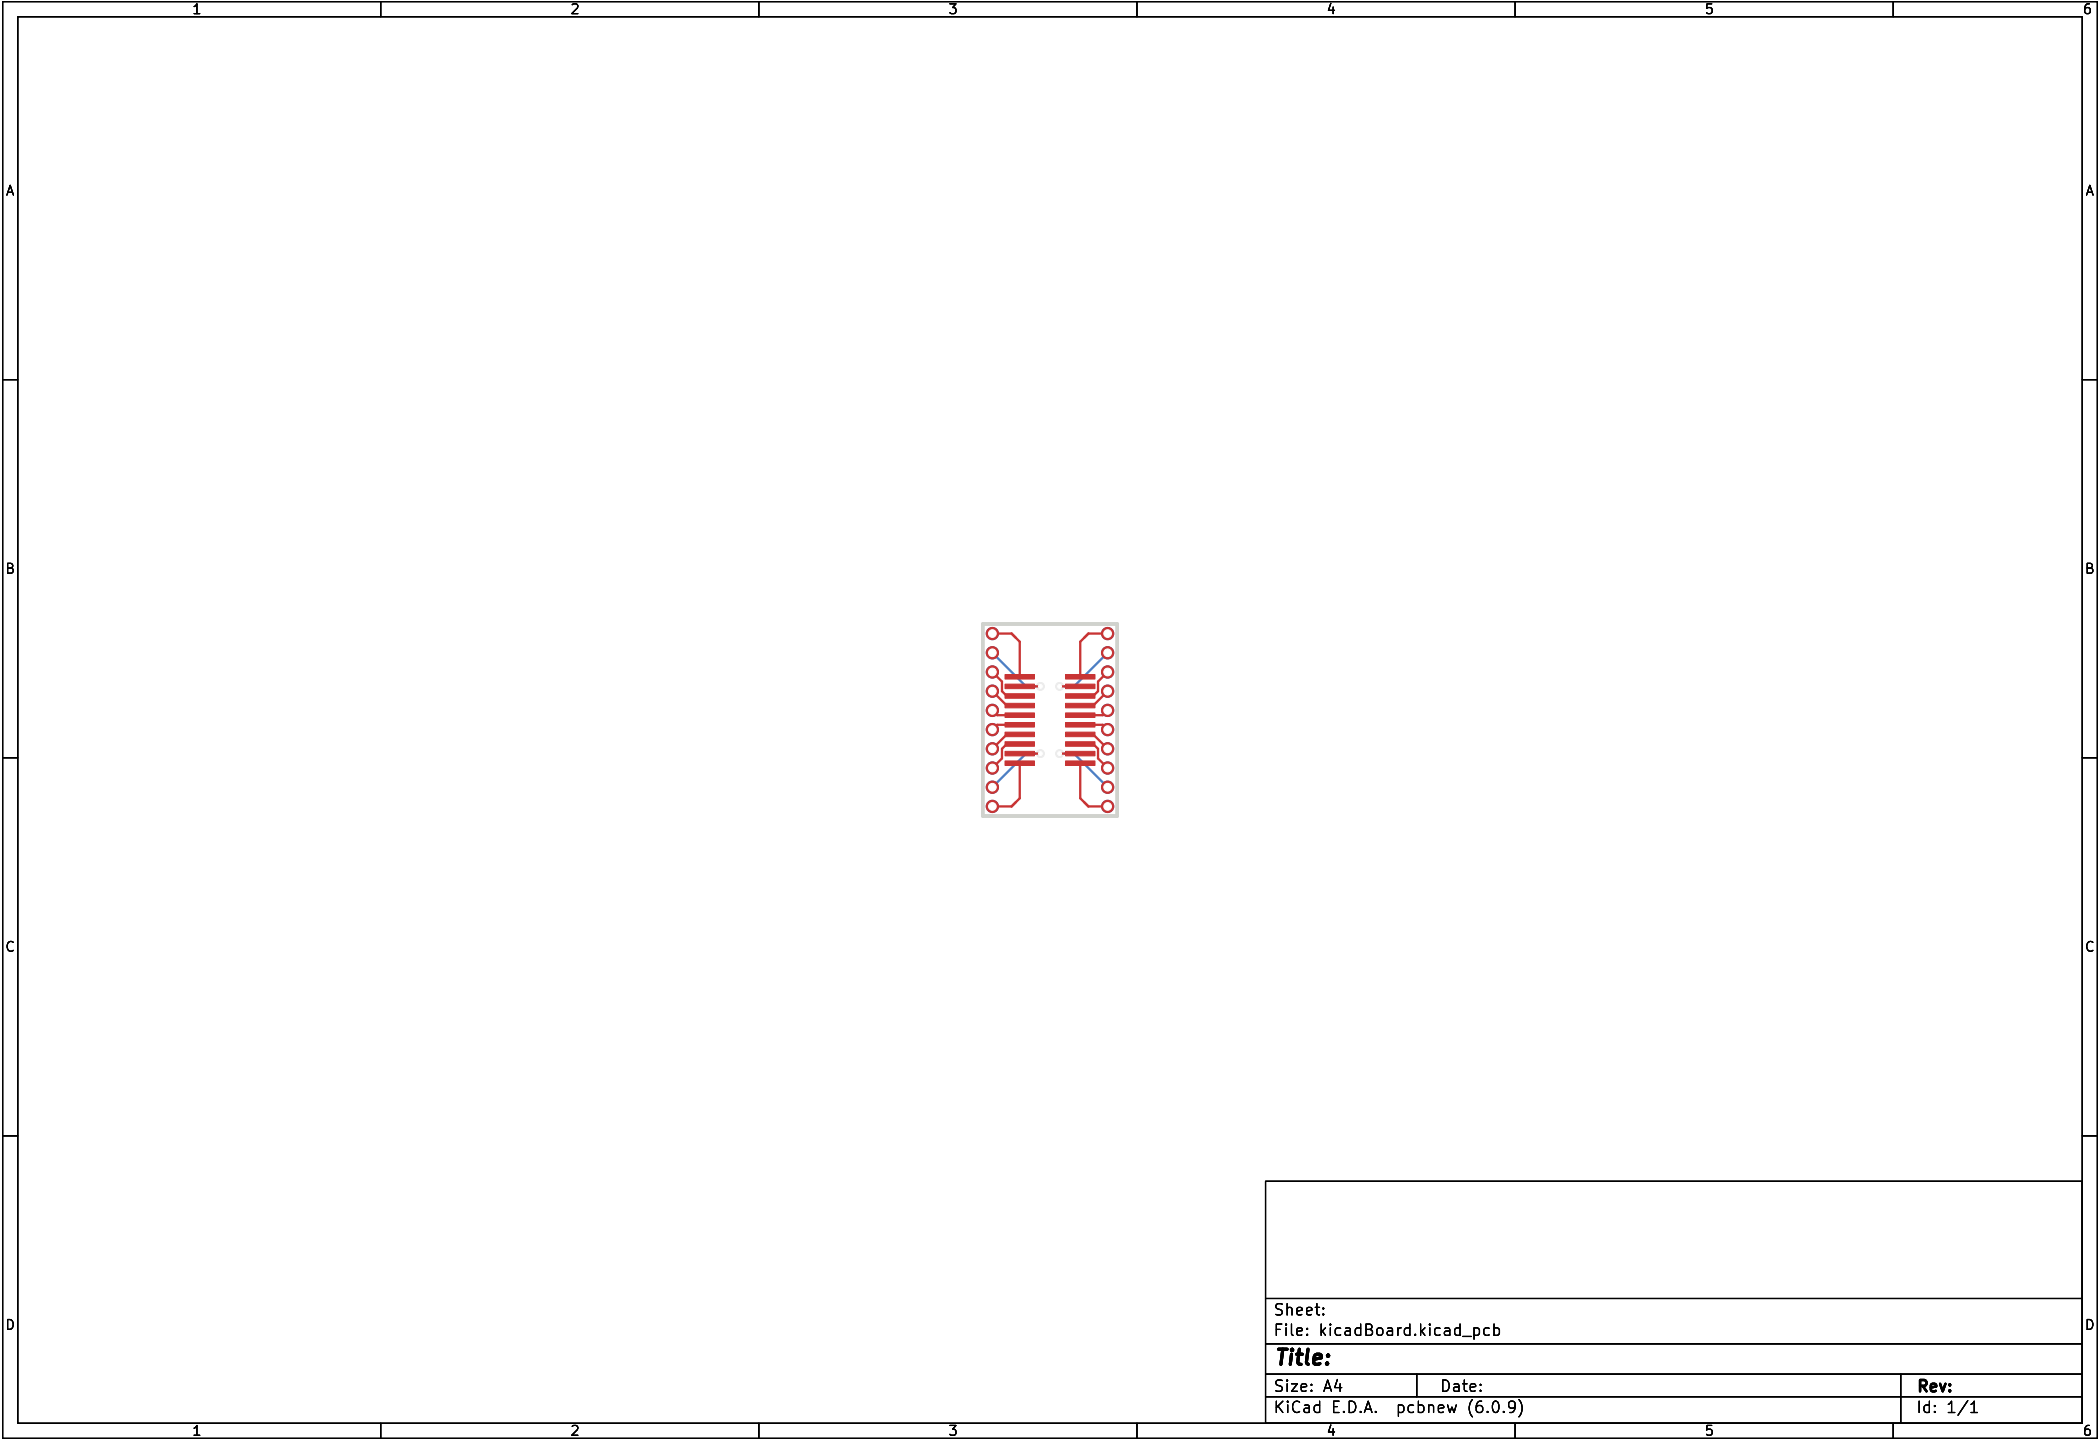 1 2 3 4 5 6
A A
B B
C C
Sheet:
File: kicadBoard.kicad_pcb
D D
Title:
Size: A4 Date: Rev:
KiCad E.D.A. pcbnew (6.0.9) Id: 1/1
1 2 3 4 5 6